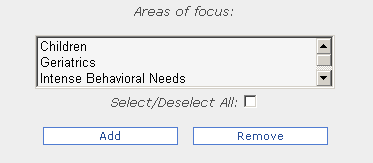 Areas of focus:
Children
Geriatrics
Intense Behavioral Needs
Select/Deselect All:
Add Remove